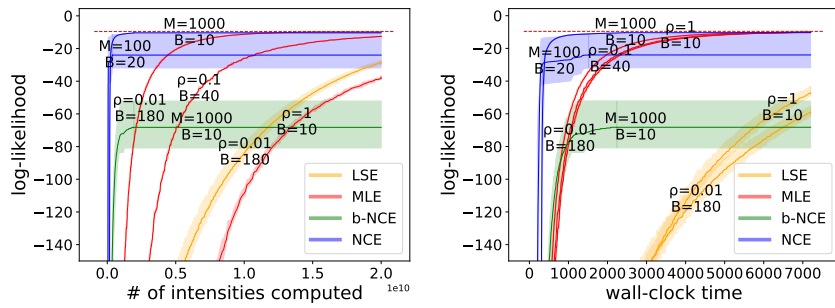 M=1000
B=10
M=100
B=20
ρ=0.1
B=40
ρ=0.01
B=180
M=1000
B=10
ρ=1
B=10
ρ=0.01
B=180
0
−20
−40
−60
−80
−100
−120
−140
log-likelihood
0.0
0.5
1.0
1.5
2.0
1e10
# of intensities computed
LSE
MLE
b-NCE
NCE
M=1000
B=10
ρ=1
B=10
M=100
B=20
ρ=0.1
B=40
ρ=0.01
B=180
M=1000
B=10
ρ=1
B=10
ρ=0.01
B=180
0
−20
−40
−60
−80
−100
−120
−140
log-likelihood
0
1000
2000
3000
4000
5000
6000
7000
wall-clock time
LSE
MLE
b-NCE
NCE